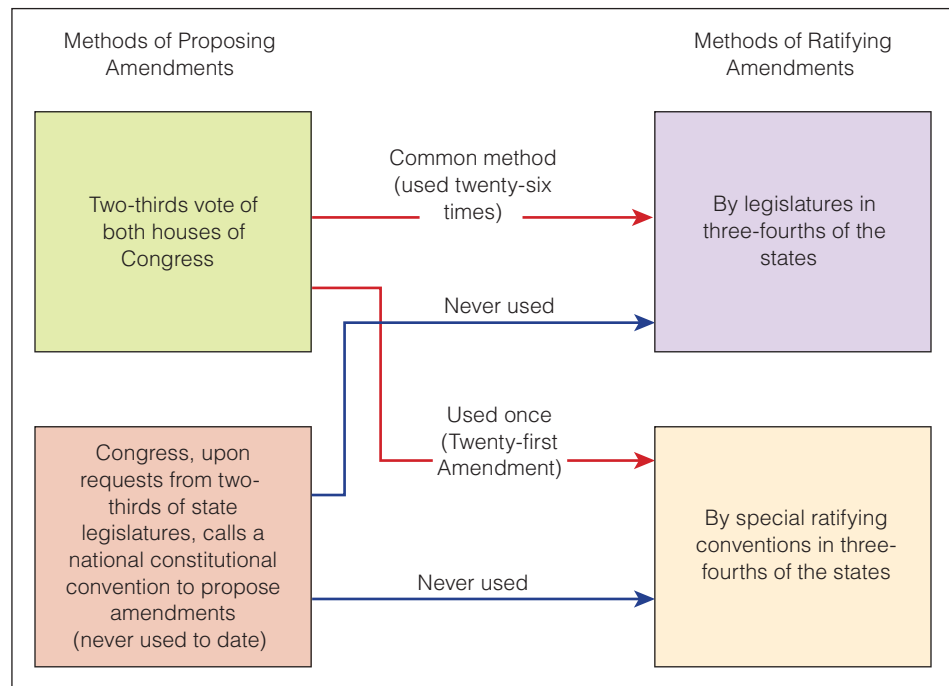 Methods of Proposing
Amendments
Methods of Ratifying
Amendments
Two-thirds vote of
both houses of
Congress
Common method
(used twenty-six
times)
By legislatures in
three-fourths of the
states
Never used
Used once
(Twenty-first
Amendment)
Congress, upon
requests from two-
thirds of state
legislatures, calls a
national constitutional
convention to propose
amendments
(never used to date)
Never used
By special ratifying
conventions in three-
fourths of the states